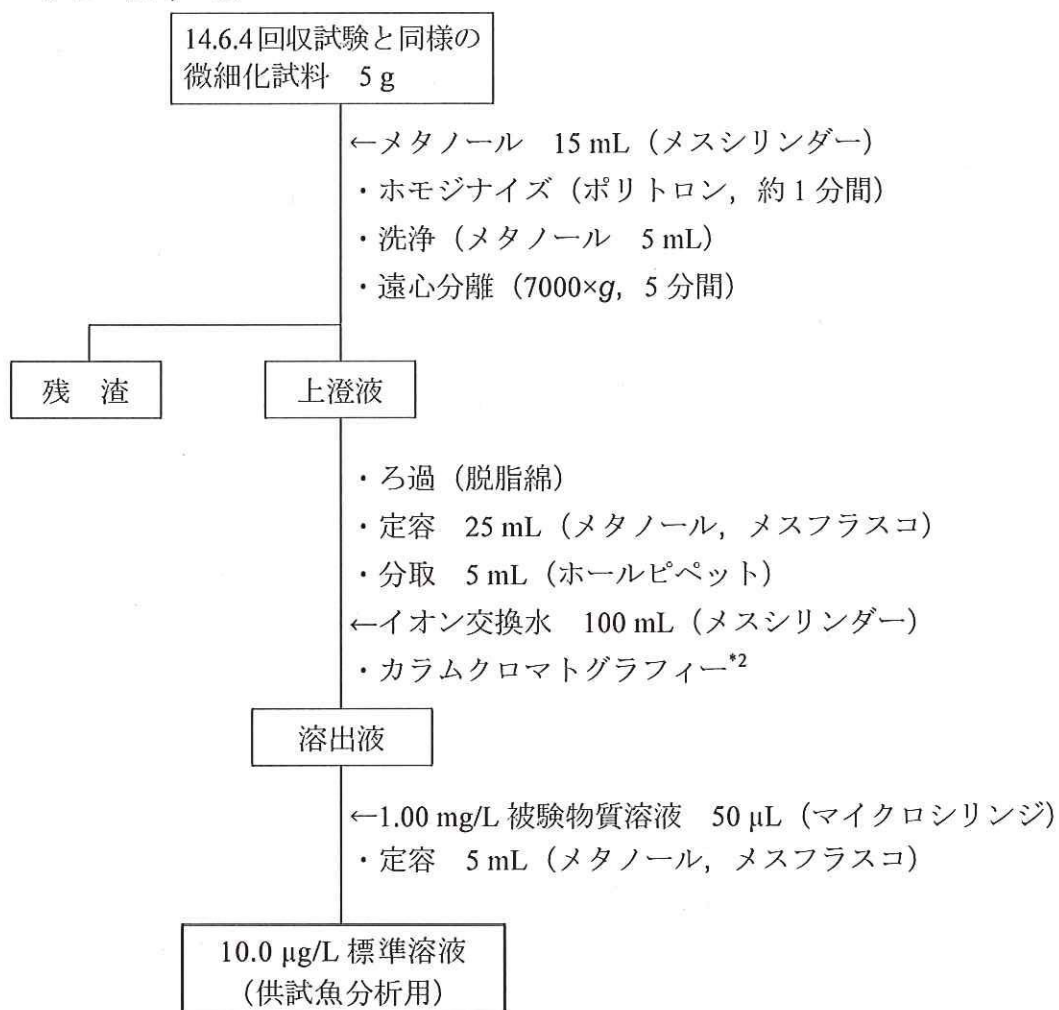 14.6.4回収試験と同様の
微細化試料 5 g
←メタノール 15 mL（メスシリンダー）
・ホモジナイズ（ポリトロン，約1分間）
・洗浄（メタノール 5 mL）
・遠心分離（7000×g，5分間）
残 渣
上澄液
・ろ過（脱脂綿）
・定容 25 mL（メタノール，メスフラスコ）
・分取 5 mL（ホールピペット）
←イオン交換水 100 mL（メスシリンダー）
・カラムクロマトグラフィー*2
溶出液
←1.00 mg/L 被験物質溶液 50 μL（マイクロシリンジ）
・定容 5 mL（メタノール，メスフラスコ）
10.0 μg/L 標準溶液
（供試魚分析用）